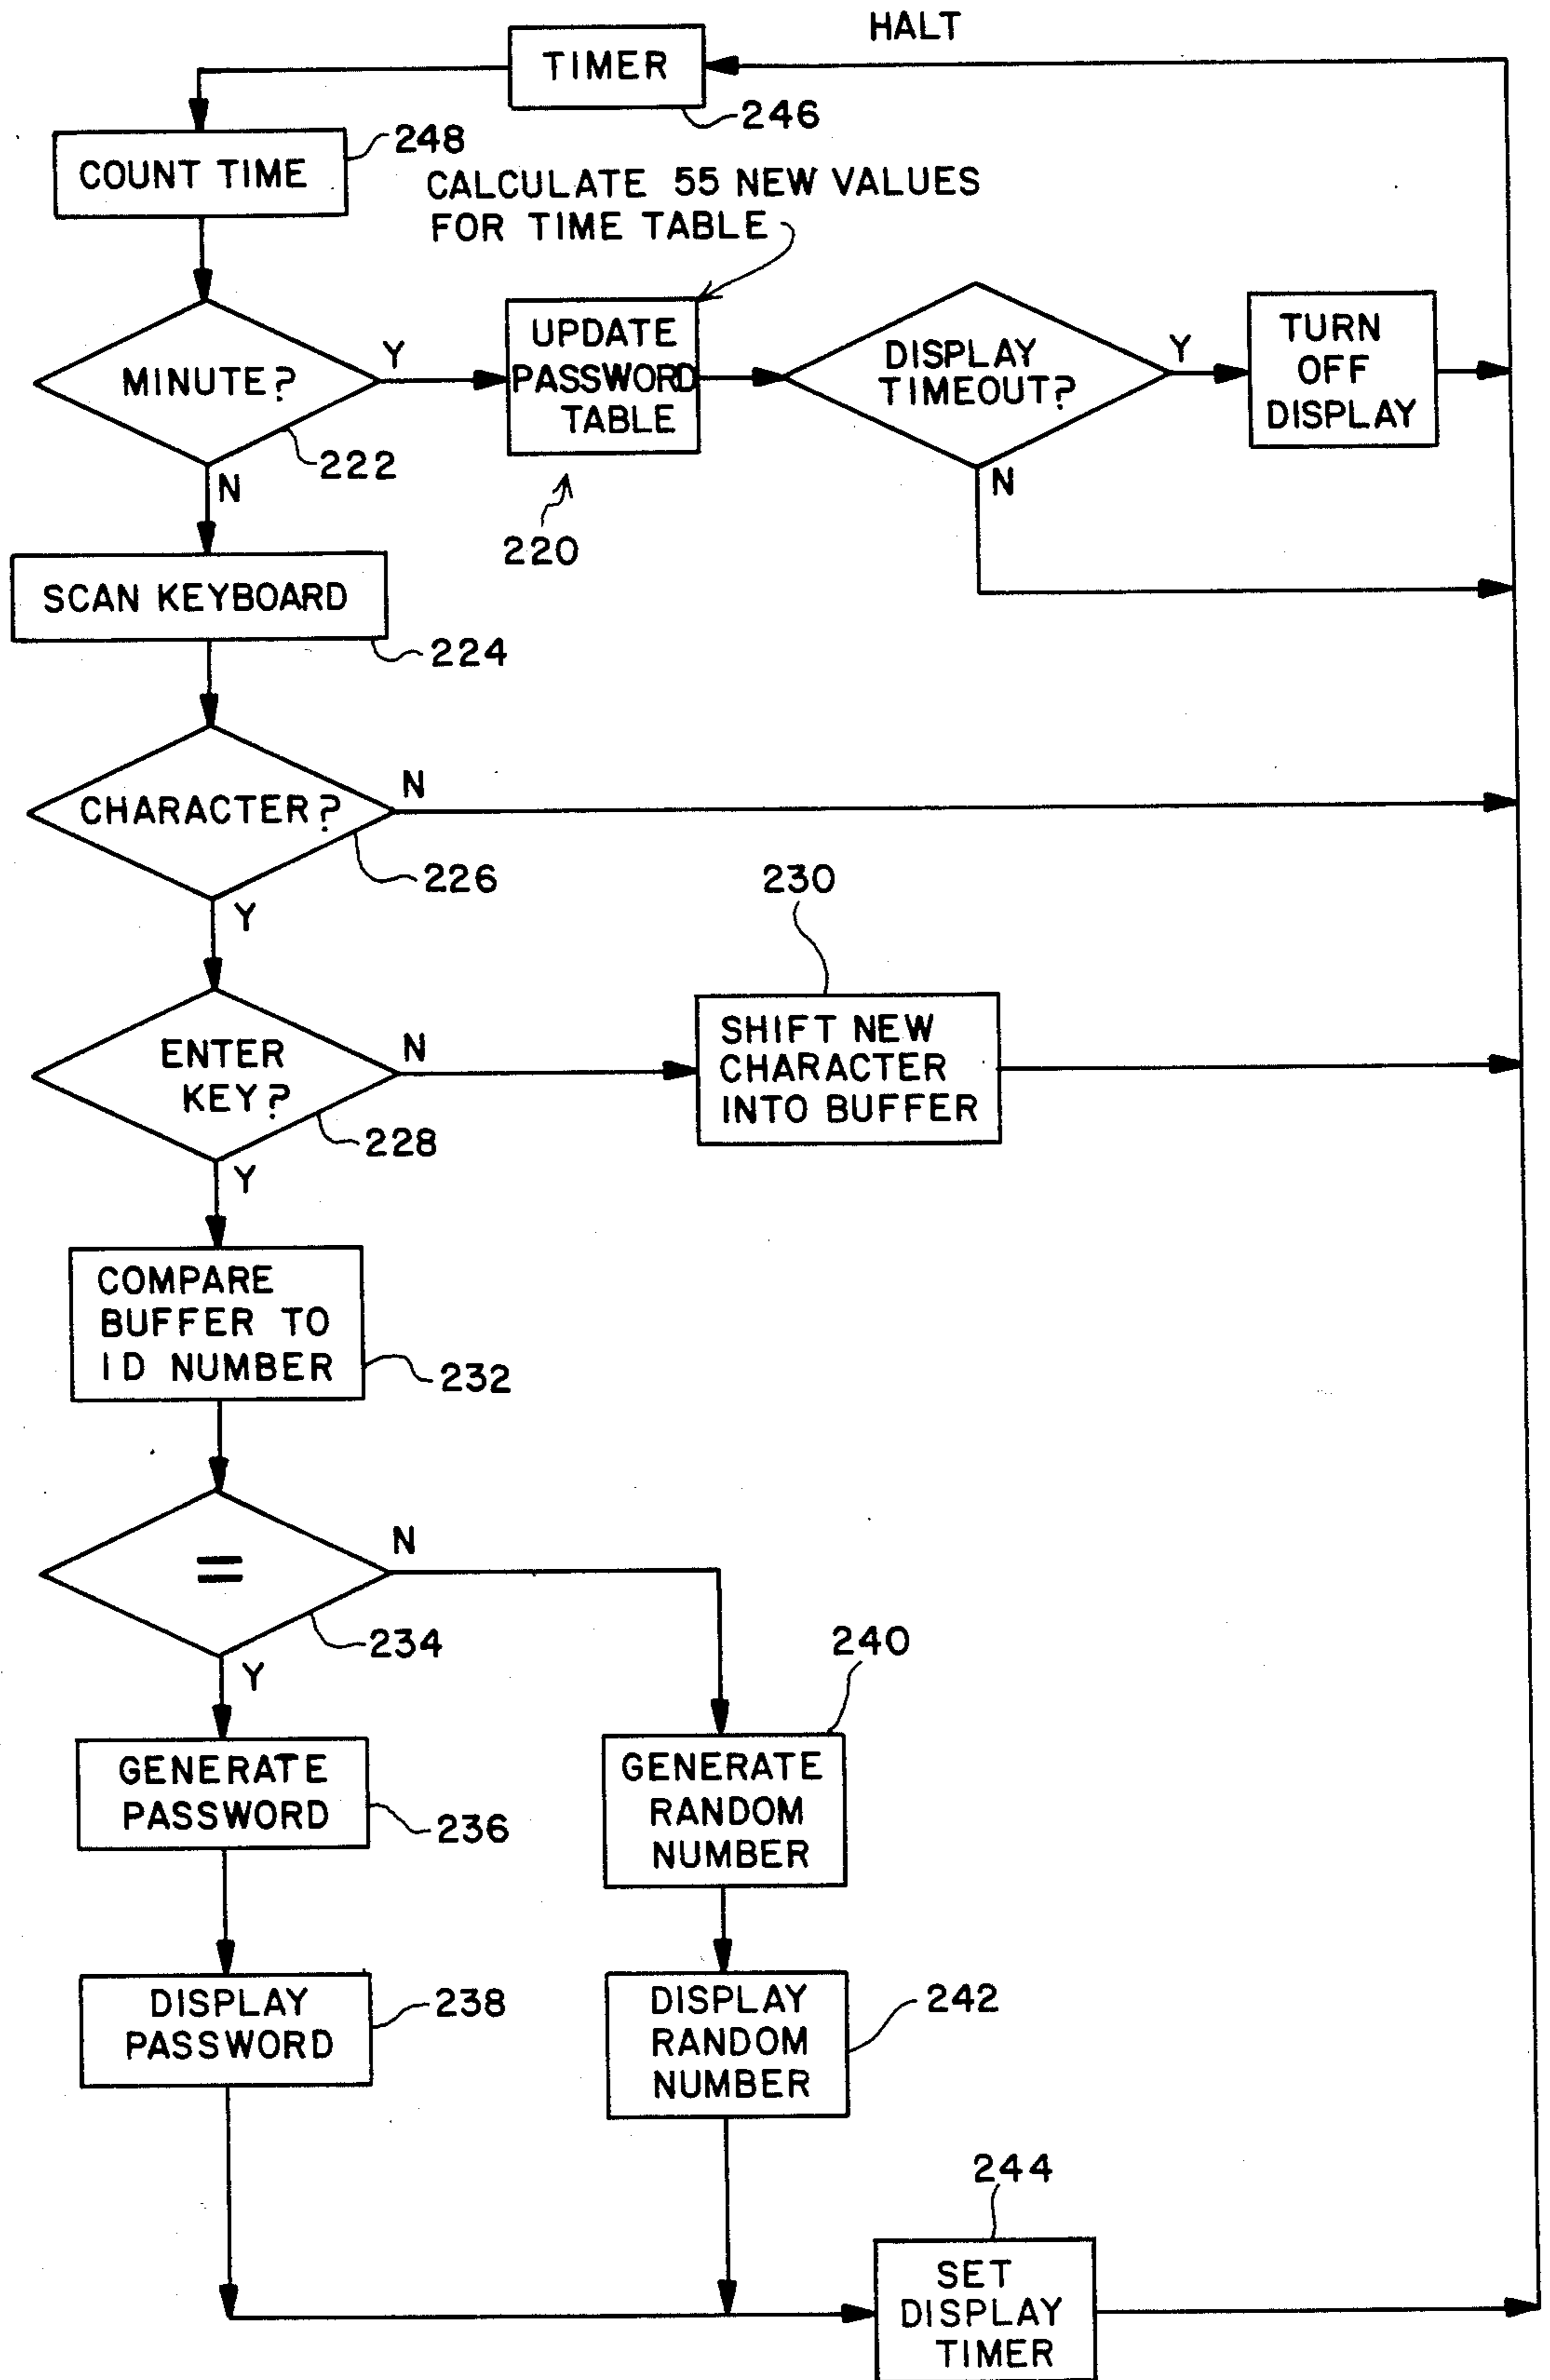 HALT
TIMER
246
COUNT TIME
248
CALCULATE 55 NEW VALUES
FOR TIME TABLE
MINUTE?
222
Y
N
UPDATE
PASSWORD
TABLE
220
DISPLAY
TIMEOUT?
Y
N
TURN
OFF
DISPLAY
SCAN KEYBOARD
224
CHARACTER?
N
226
Y
ENTER
KEY?
N
228
Y
230
SHIFT NEW
CHARACTER
INTO BUFFER
COMPARE
BUFFER TO
ID NUMBER
232
=
N
234
Y
GENERATE
PASSWORD
236
240
GENERATE
RANDOM
NUMBER
DISPLAY
PASSWORD
238
DISPLAY
RANDOM
NUMBER
242
244
SET
DISPLAY
TIMER